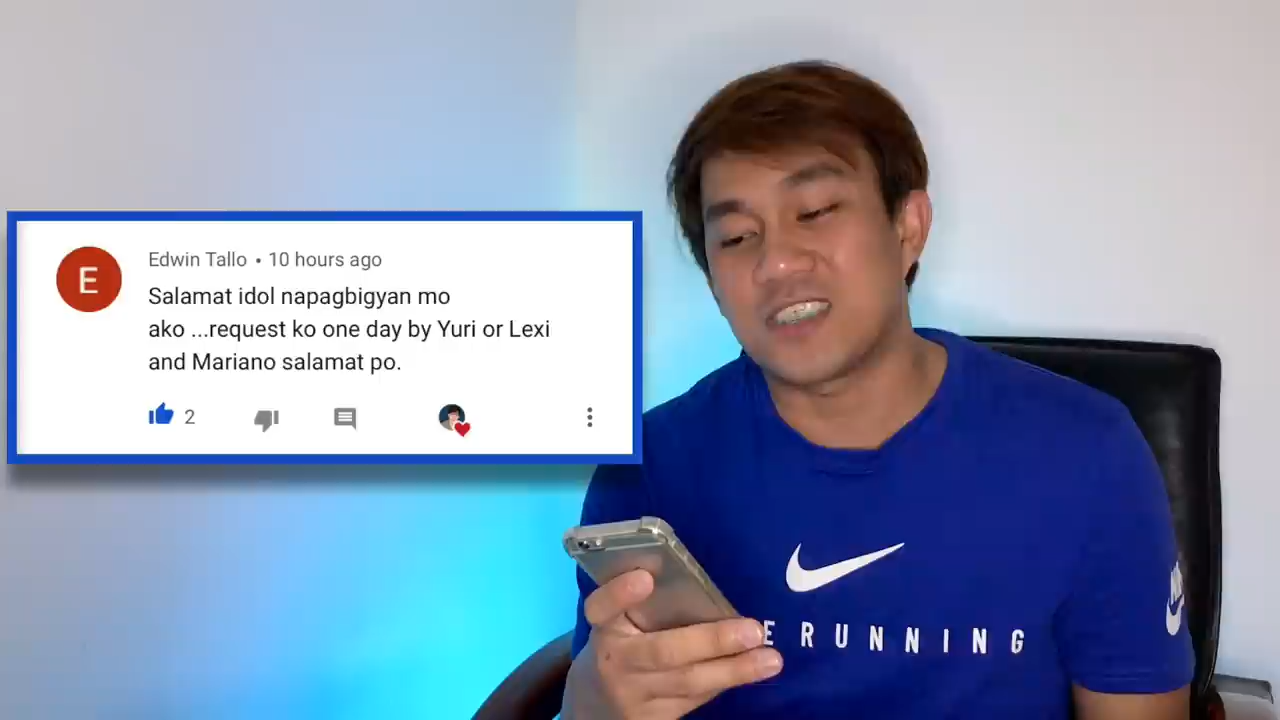 E
Edwin Tallo • 10 hours ago
Salamat idol napagbigyan mo
ako ...request ko one day by Yuri or Lexi
and Mariano salamat po.
2
E RUNNING